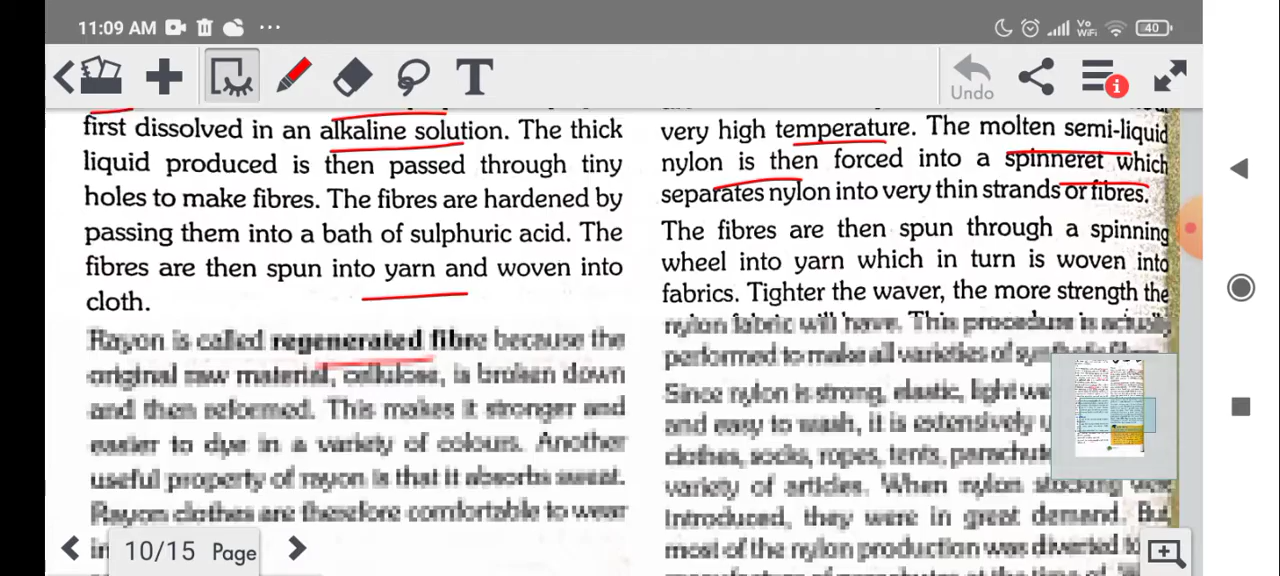 11:09 AM
Vo WiFi 40
T
Undo
first dissolved in an alkaline solution. The thick
liquid produced is then passed through tiny
holes to make fibres. The fibres are hardened by
passing them into a bath of sulphuric acid. The
fibres are then spun into yarn and woven into
cloth.
Rayon is called regenerated fibre because the
original raw material, cellulose, is broken down
and then reformed. This makes it stronger and
easier to dye in a variety of colours. Another
useful property of rayon is that it absorbs sweat.
Rayon clothes are therefore comfortable to wear
in
very high temperature. The molten semi-liquid
nylon is then forced into a spinneret which
separates nylon into very thin strands or fibres.
The fibres are then spun through a spinning
wheel into yarn which in turn is woven into
fabrics. Tighter the waver, the more strength the
nylon fabric will have. This procedure is actually
performed to make all varieties of synthetic
Since nylon is strong, elastic, light
and easy to wash, it is extensively
clothes, socks, ropes, tents,
variety of articles. When nylon stocking were
introduced, they were in great demand. But,
most of the nylon production was diverted to
10/15 Page